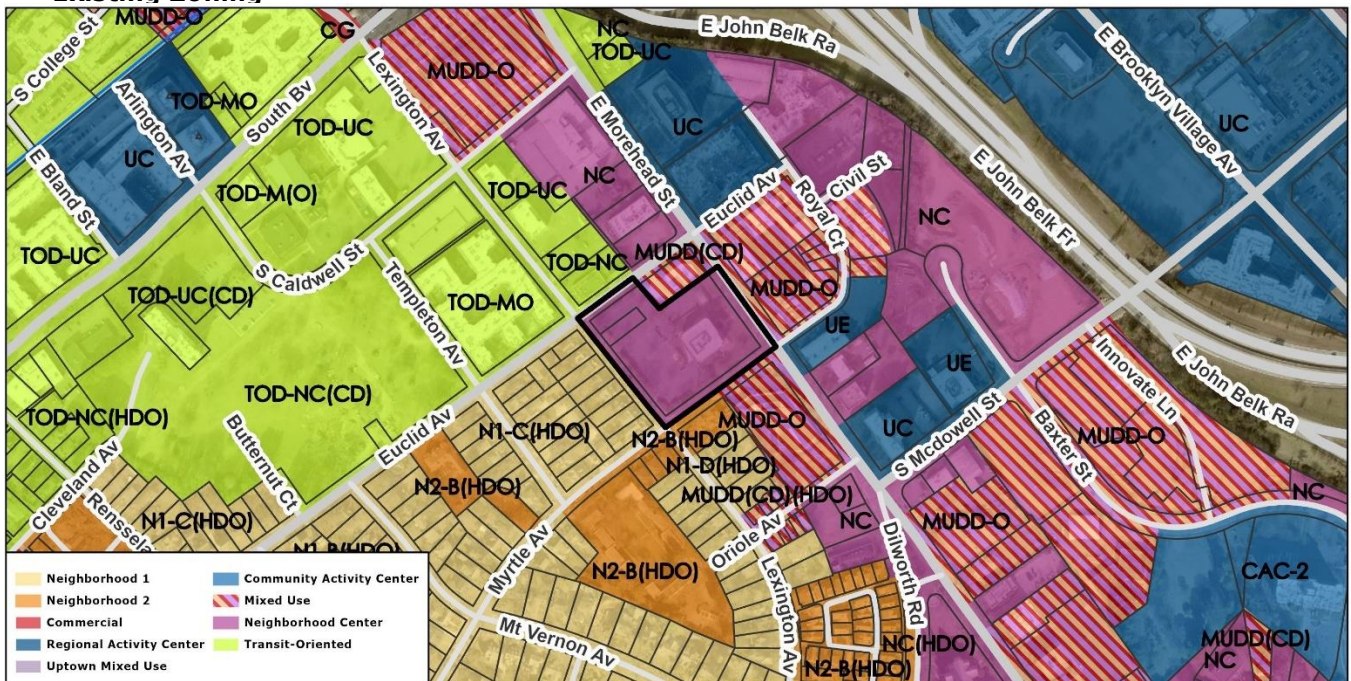 Existing Zoning
S College St
MUDD-O
CG
NC
TOD-UC
E John Belk Ra
E Brooklyn Village Av
Arlington Av
TOD-MO
South Bv
Lexington Av
MUDD-O
TOD-UC
UC
E Morehead St
UC
UC
E Bland St
TOD-M(O)
TOD-UC
NC
Euclid Av
Royal Ct
Civil St
NC
E John Belk Fr
TOD-UC
S Caldwell St
TOD-NC
MUDD(CD)
MUDD-O
TOD-UC(CD)
Templeton Av
TOD-MO
UE
UE
Innovate Ln
E John Belk Ra
TOD-NC(HDO)
TOD-NC(CD)
Butternut Ct
Euclid Av
N1-C(HDO)
N2-B(HDO)
MUDD-O
UC
S Mcdowell St
Baxter St
MUDD-O
Cleveland Av
N2-B(HDO)
N1-D(HDO)
MUDD(CD)(HDO)
NC
NC
Renssela
N1-C(HDO)
N1-B(HDO)
Myrtle Av
Oriole Av
MUDD-O
N2-B(HDO)
Lexington Av
Dilworth Rd
CAC-2
Mt Vernon Av
NC(HDO)
MUDD(CD)
NC
N2-B(HDO)
Neighborhood 1
Neighborhood 2
Commercial
Regional Activity Center
Uptown Mixed Use
Community Activity Center
Mixed Use
Neighborhood Center
Transit-Oriented